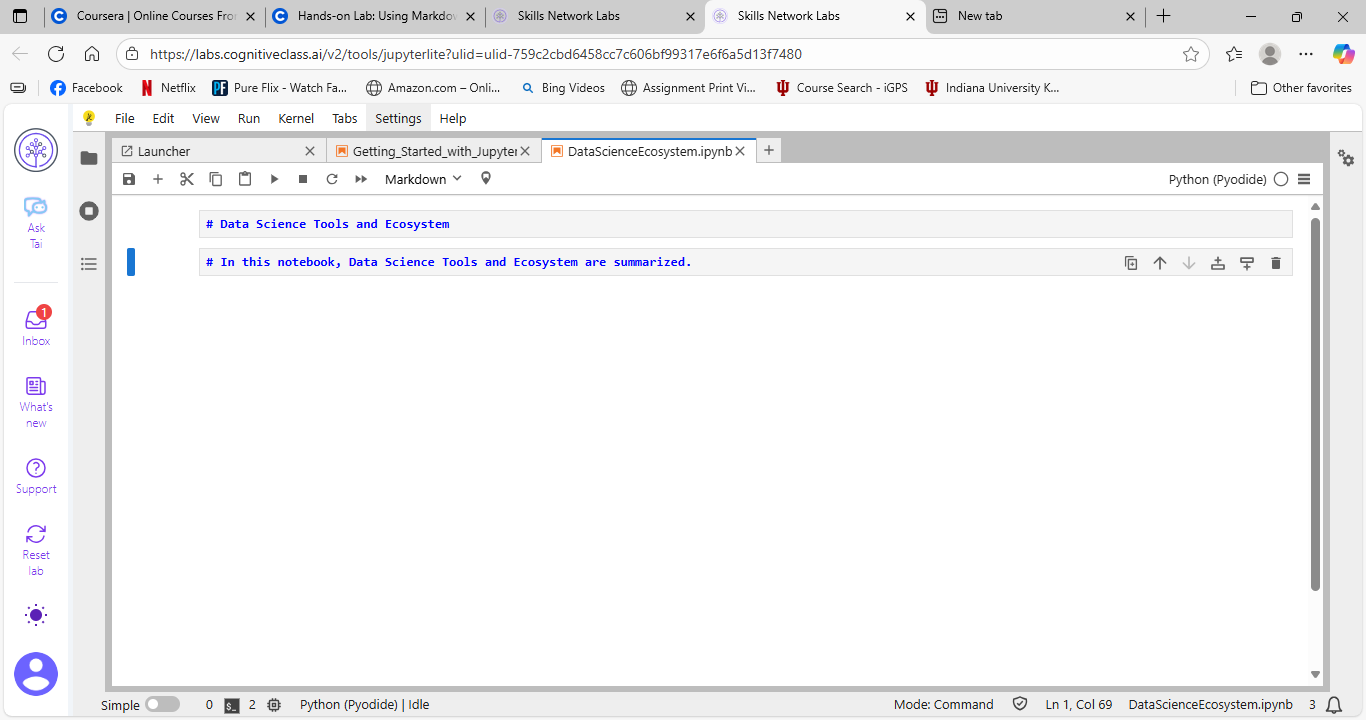 Coursera | Online Courses Fro
Hands-on Lab: Using Markdow
Skills Network Labs
Skills Network Labs
New tab
https://labs.cognitiveclass.ai/v2/tools/jupyterlite?ulid=ulid-759c2cbd6458cc7c606bf99317e6f6a5d13f7480
Facebook
Netflix
Pure Flix - Watch Fa...
Amazon.com – Onli...
Bing Videos
Assignment Print Vi...
Course Search - iGPS
Indiana University K...
Other favorites
File Edit View Run Kernel Tabs Settings Help
Launcher
Getting_Started_with_Jupyter
DataScienceEcosystem.ipynb
Markdown
Python (Pyodide)
# Data Science Tools and Ecosystem
# In this notebook, Data Science Tools and Ecosystem are summarized.
Ask
Tai
1
Inbox
What's
new
Support
Reset
lab
Simple
0
$_
2
Python (Pyodide) | Idle
Mode: Command
Ln 1, Col 69
DataScienceEcosystem.ipynb
3